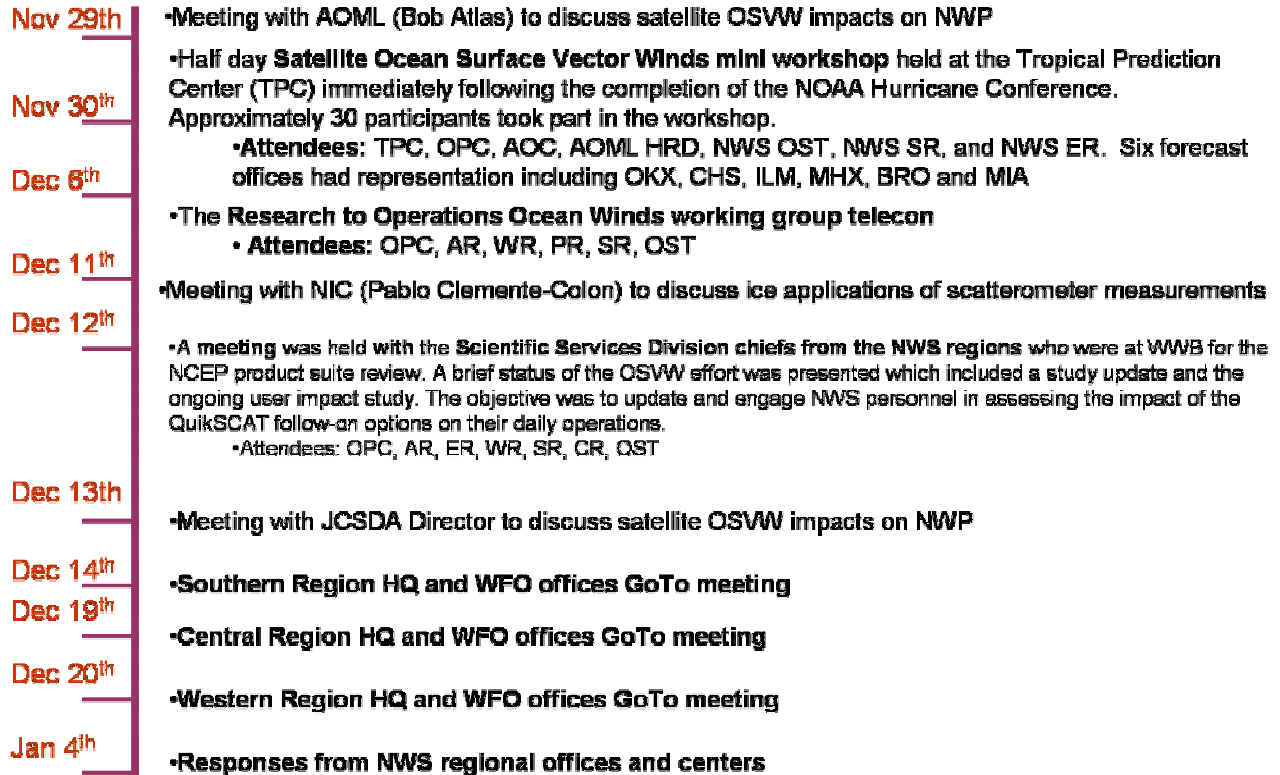 Nov 29th
•Meeting with AOML (Bob Atlas) to discuss satellite OSVW impacts on NWP
Nov 30th
•Half day Satellite Ocean Surface Vector Winds mini workshop held at the Tropical Prediction
Center (TPC) immediately following the completion of the NOAA Hurricane Conference.
Approximately 30 participants took part in the workshop.
•Attendees: TPC, OPC, AOC, AOML HRD, NWS OST, NWS SR, and NWS ER. Six forecast
offices had representation including OKX, CHS, ILM, MHX, BRO and MIA
Dec 6th
•The Research to Operations Ocean Winds working group telecon
• Attendees: OPC, AR, WR, PR, SR, OST
Dec 11th
•Meeting with NIC (Pablo Clemente-Colon) to discuss ice applications of scatterometer measurements
Dec 12th
•A meeting was held with the Scientific Services Division chiefs from the NWS regions who were at WWB for the
NCEP product suite review. A brief status of the OSVW effort was presented which included a study update and the
ongoing user impact study. The objective was to update and engage NWS personnel in assessing the impact of the
QuikSCAT follow-on options on their daily operations.
•Attendees: OPC, AR, ER, WR, SR, CR, OST
Dec 13th
•Meeting with JCSDA Director to discuss satellite OSVW impacts on NWP
Dec 14th
•Southern Region HQ and WFO offices GoTo meeting
Dec 19th
•Central Region HQ and WFO offices GoTo meeting
Dec 20th
•Western Region HQ and WFO offices GoTo meeting
Jan 4th
•Responses from NWS regional offices and centers